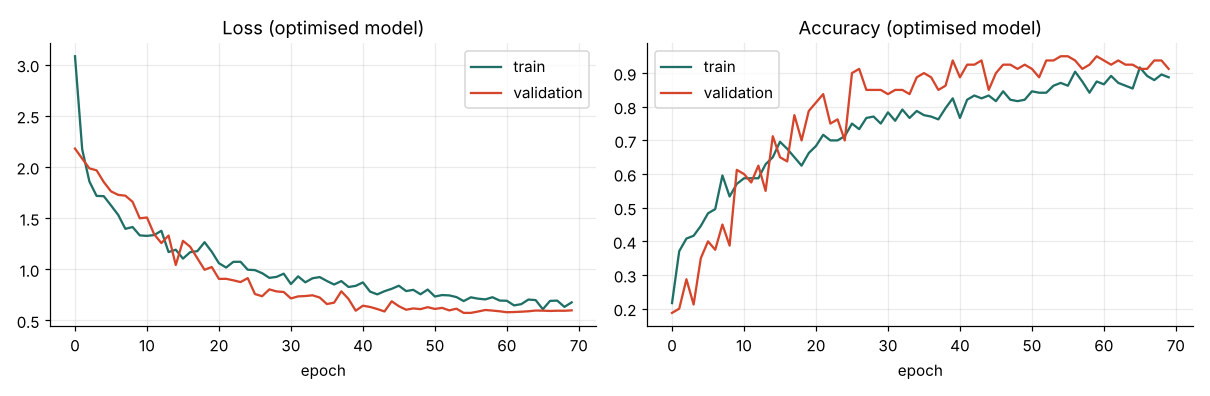 Loss (optimised model)
3.0
2.5
2.0
1.5
1.0
0.5
train
validation
0 10 20 30 40 50 60 70
epoch
Accuracy (optimised model)
0.9
0.8
0.7
0.6
0.5
0.4
0.3
0.2
train
validation
0 10 20 30 40 50 60 70
epoch